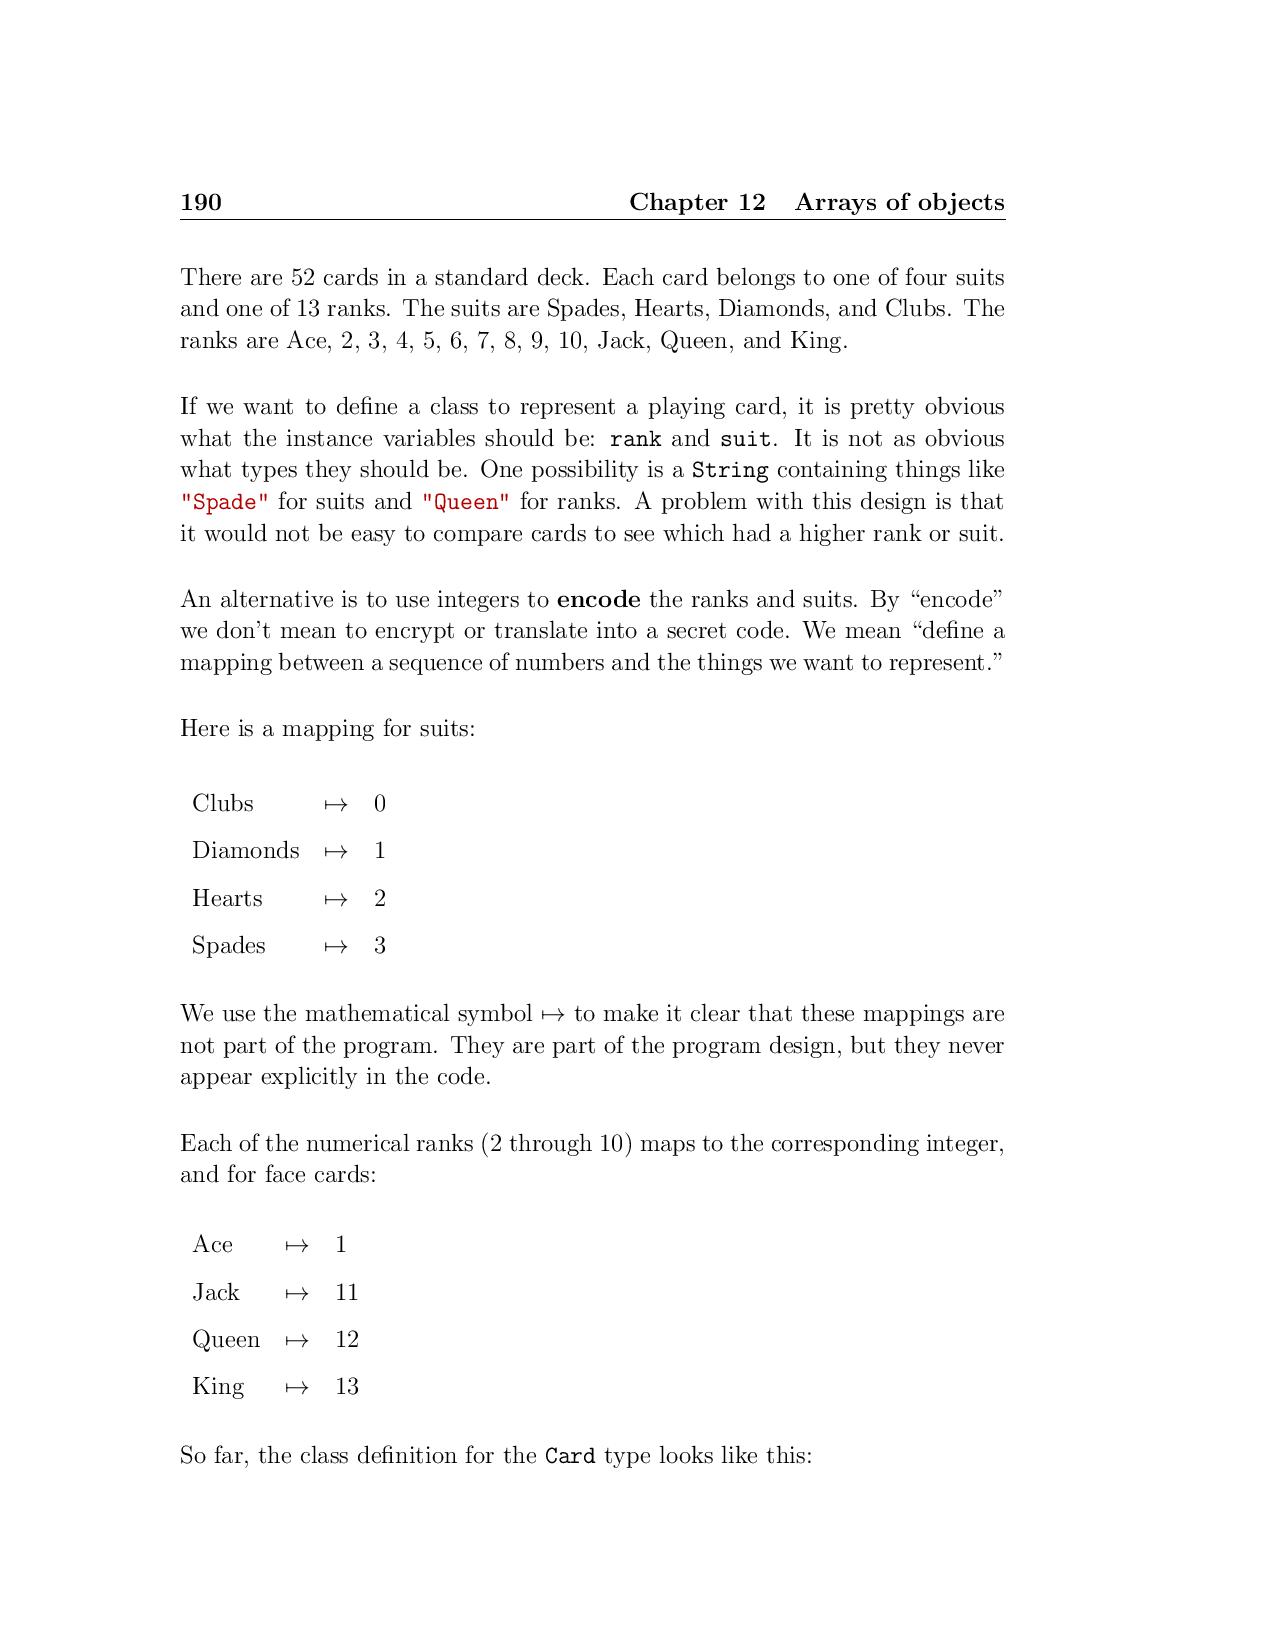 190 Chapter 12 Arrays of objects
There are 52 cards in a standard deck. Each card belongs to one of four suits
and one of 13 ranks. The suits are Spades, Hearts, Diamonds, and Clubs. The
ranks are Ace, 2, 3, 4, 5, 6, 7, 8, 9, 10, Jack, Queen, and King.
If we want to define a class to represent a playing card, it is pretty obvious
what the instance variables should be: rank and suit. It is not as obvious
what types they should be. One possibility is a String containing things like
"Spade" for suits and "Queen" for ranks. A problem with this design is that
it would not be easy to compare cards to see which had a higher rank or suit.
An alternative is to use integers to encode the ranks and suits. By “encode”
we don’t mean to encrypt or translate into a secret code. We mean “define a
mapping between a sequence of numbers and the things we want to represent.”
Here is a mapping for suits:
Clubs ↦ 0
Diamonds ↦ 1
Hearts ↦ 2
Spades ↦ 3
We use the mathematical symbol ↦ to make it clear that these mappings are
not part of the program. They are part of the program design, but they never
appear explicitly in the code.
Each of the numerical ranks (2 through 10) maps to the corresponding integer,
and for face cards:
Ace ↦ 1
Jack ↦ 11
Queen ↦ 12
King ↦ 13
So far, the class definition for the Card type looks like this: